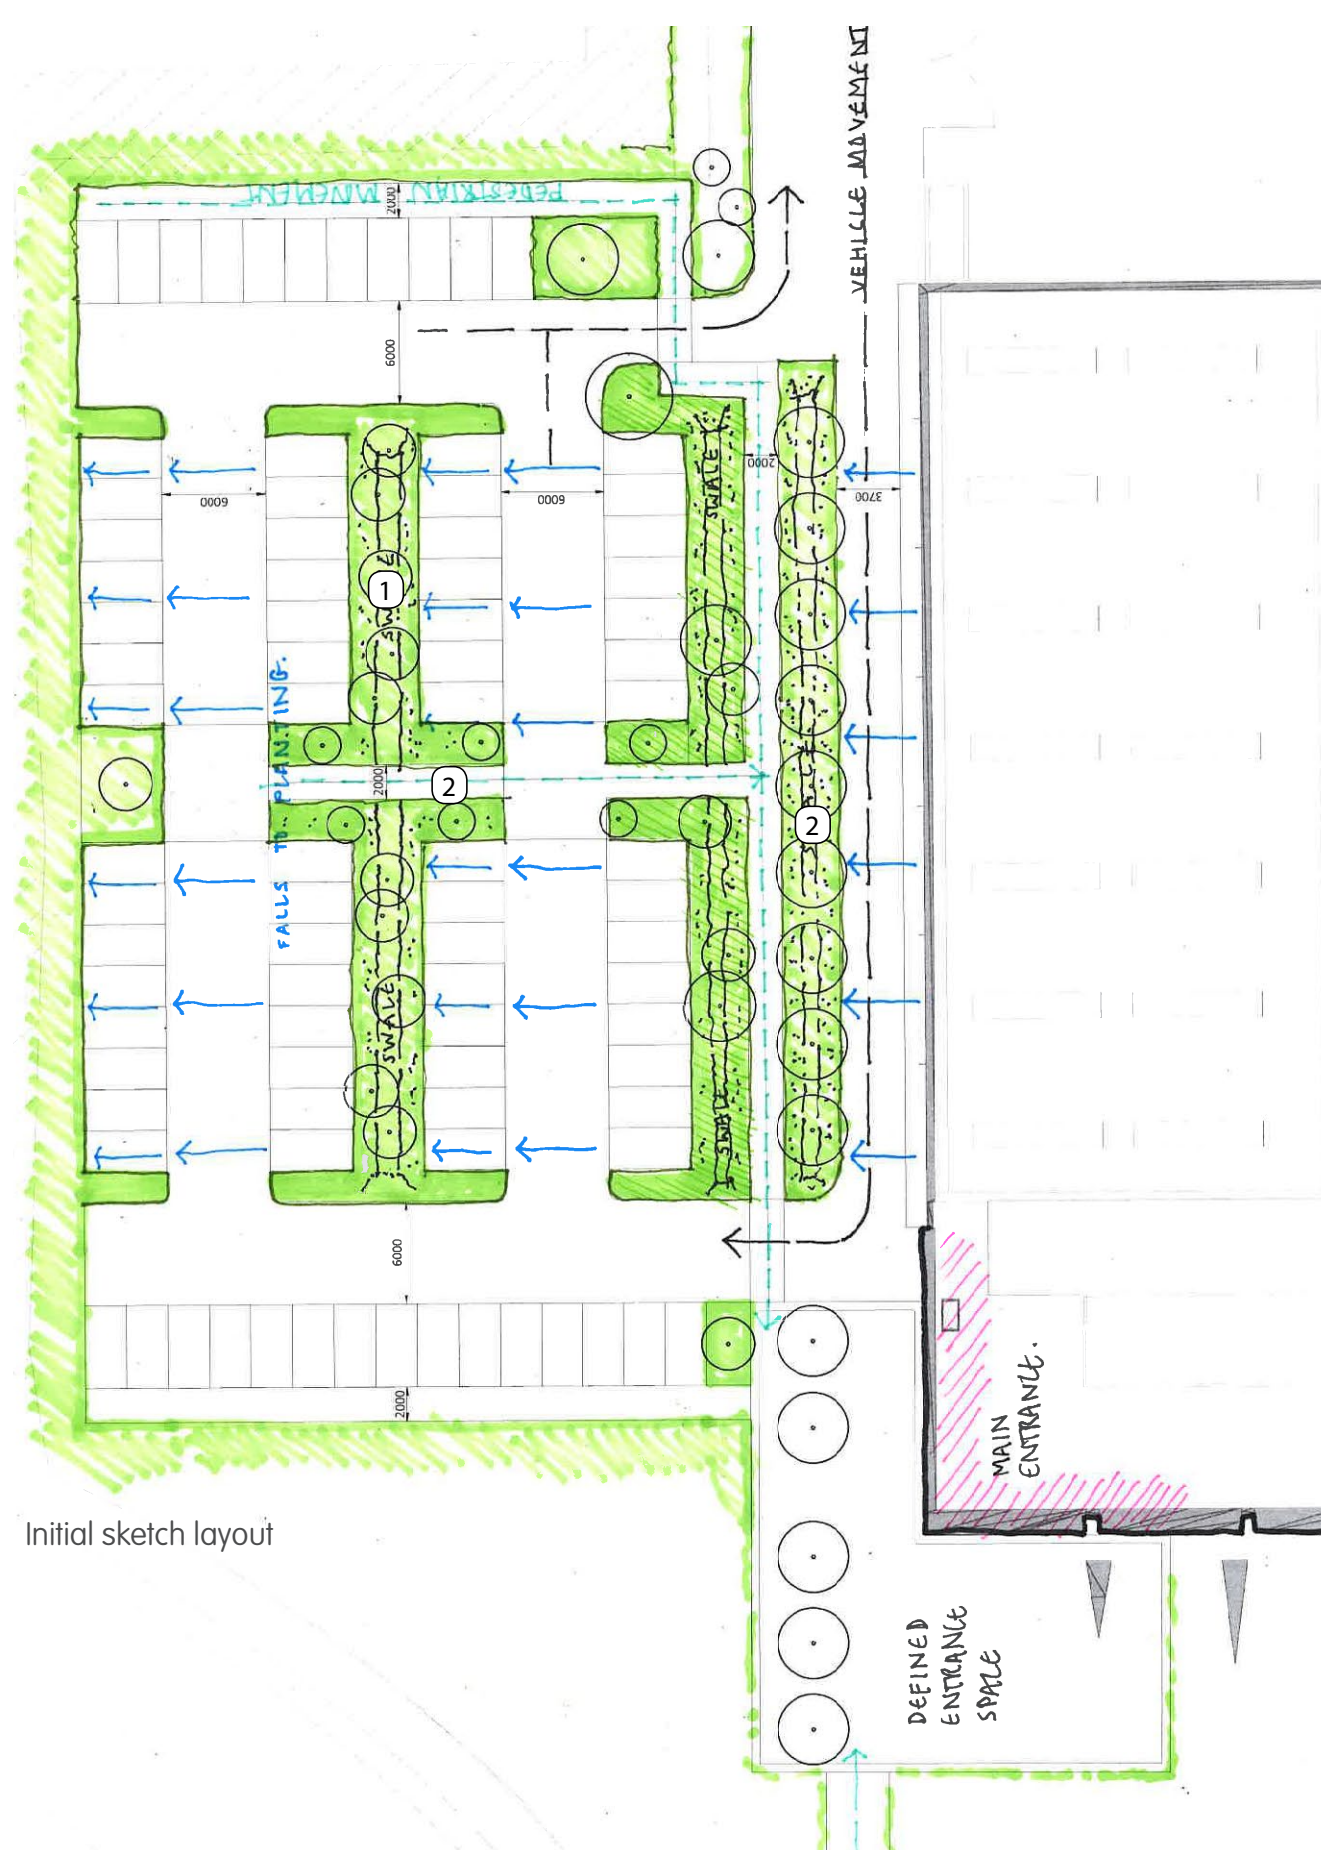 VEHICLE MOVEMENT
PEDESTRIAN MOVEMENT
2000
6000
SWALE
2000
6000
6000
3700
1
SWALE
FALLS TO PLANTING.
2000
2
2
SWALE
SWALE
SWALE
6000
2000
MAIN
ENTRANCE.
Initial sketch layout
DEFINED
ENTRANCE
SPACE